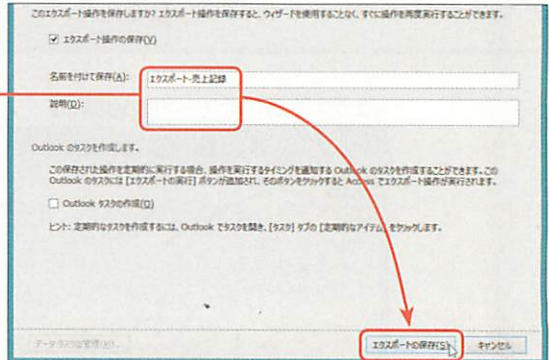 このエクスポート操作を保存しますか? エクスポート操作を保存すると、ウィザードを使用することなく、すぐに操作を再度実行することができます。
エクスポート操作の保存(V)
名前を付けて保存(A):
エクスポート-売上記録
説明(D):
Outlook のタスクを作成します。
この保存された操作を定期的に実行する場合、操作を実行するタイミングを通知する Outlook のタスクを作成することができます。この
Outlook のタスクには [エクスポートの実行] ボタンが追加され、そのボタンをクリックすると Access でエクスポート操作が実行されます。
Outlook タスクの作成(O)
ヒント: 定期的なタスクを作成するには、Outlook でタスクを開き、[タスク] タブの [定期的なアイテム] をクリックします。
データ タスクの管理(M)...
エクスポートの保存(S)
キャンセル